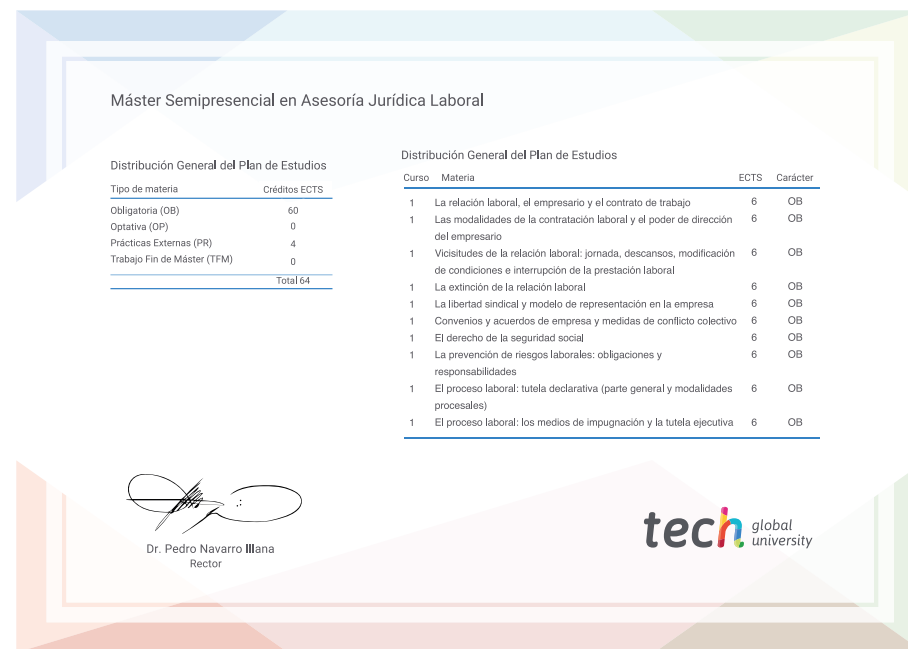 Máster Semipresencial en Asesoría Jurídica Laboral
Distribución General del Plan de Estudios
Tipo de materia Créditos ECTS
Obligatoria (OB) 60
Optativa (OP) 0
Prácticas Externas (PR) 4
Trabajo Fin de Máster (TFM) 0
Total 64
Distribución General del Plan de Estudios
Curso Materia ECTS Carácter
1 La relación laboral, el empresario y el contrato de trabajo 6 OB
1 Las modalidades de la contratación laboral y el poder de dirección 6 OB
del empresario
1 Vicisitudes de la relación laboral: jornada, descansos, modificación 6 OB
de condiciones e interrupción de la prestación laboral
1 La extinción de la relación laboral 6 OB
1 La libertad sindical y modelo de representación en la empresa 6 OB
1 Convenios y acuerdos de empresa y medidas de conflicto colectivo 6 OB
1 El derecho de la seguridad social 6 OB
1 La prevención de riesgos laborales: obligaciones y 6 OB
responsabilidades
1 El proceso laboral: tutela declarativa (parte general y modalidades 6 OB
procesales)
1 El proceso laboral: los medios de impugnación y la tutela ejecutiva 6 OB
Dr. Pedro Navarro Illana
Rector
tech global
university